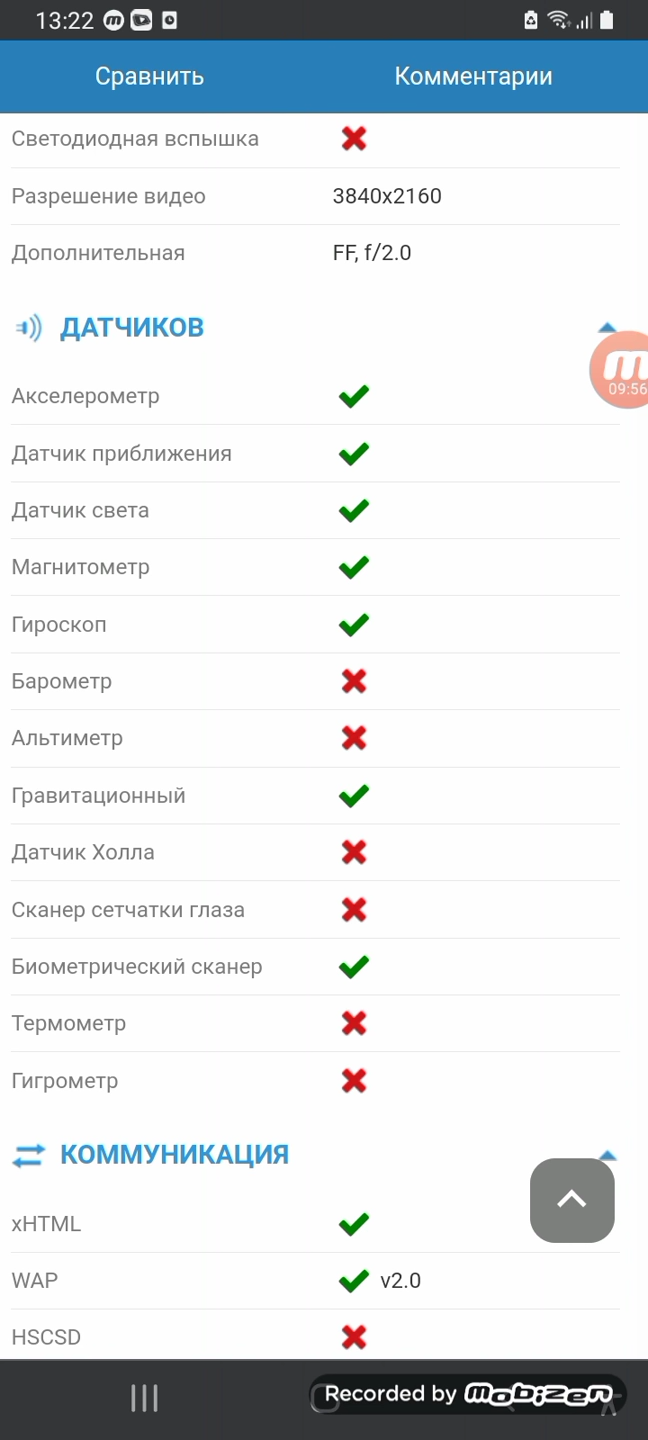 13:22
Сравнить Комментарии
Светодиодная вспышка
Разрешение видео 3840x2160
Дополнительная FF, f/2.0
ДАТЧИКОВ
Акселерометр
m
09:56
Датчик приближения
Датчик света
Магнитометр
Гироскоп
Барометр
Альтиметр
Гравитационный
Датчик Холла
Сканер сетчатки глаза
Биометрический сканер
Термометр
Гигрометр
КОММУНИКАЦИЯ
xHTML
WAP v2.0
HSCSD
Recorded by mobizen